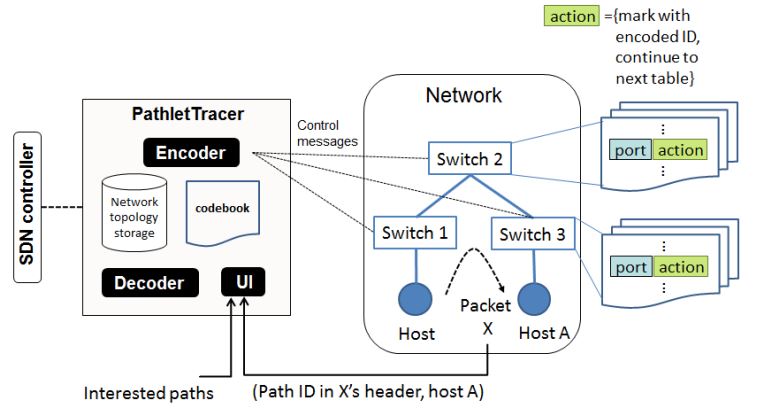 action ={mark with
encoded ID,
continue to
next table}
Network
PathletTracer
Control
messages
Encoder
Switch 2
⋮
port action
SDN controller
Network
topology
storage
codebook
Switch 1
Switch 3
⋮
port action
Decoder
UI
Packet
X
Host
Host A
Interested paths
(Path ID in X's header, host A)